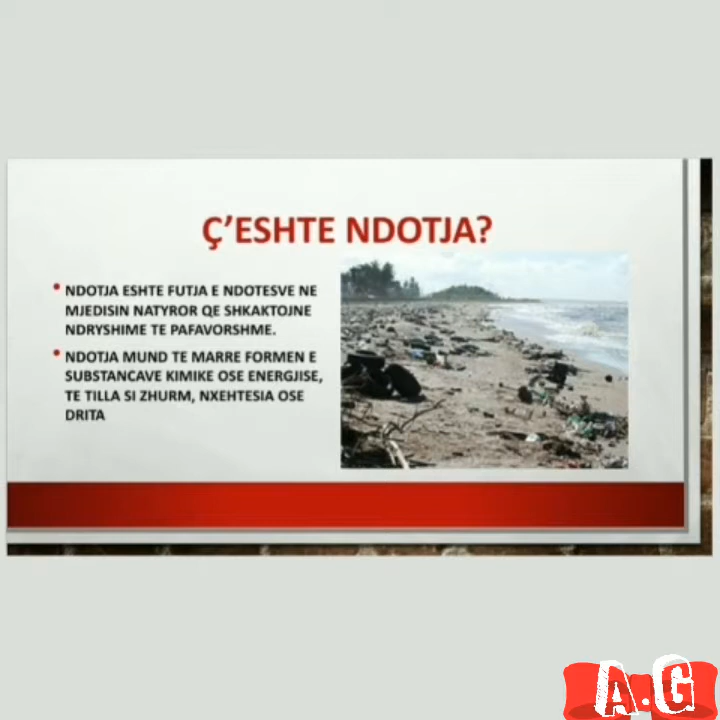 Ç’ESHTE NDOTJA?
• NDOTJA ESHTE FUTJA E NDOTESVE NE
MJEDISIN NATYROR QE SHKAKTOJNE
NDRYSHIME TE PAFAVORSHME.
• NDOTJA MUND TE MARRE FORMEN E
SUBSTANCAVE KIMIKE OSE ENERGJISE,
TE TILLA SI ZHURM, NXEHTESIA OSE
DRITA
A.G